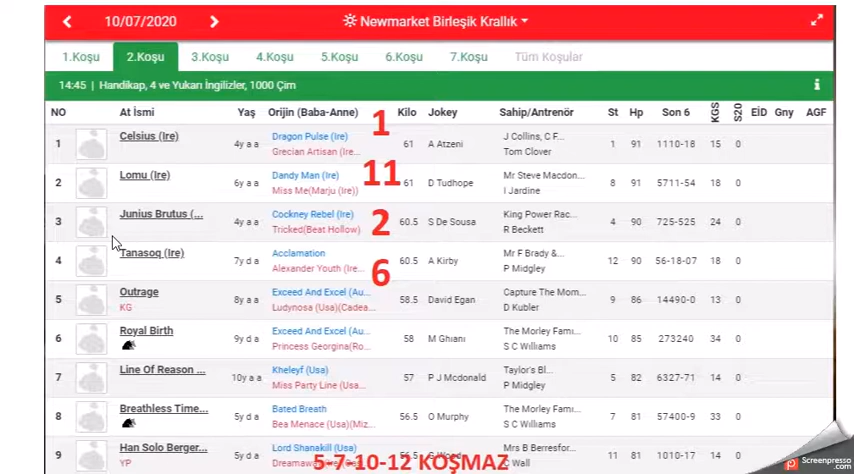 10/07/2020 Newmarket Birleşik Krallık
1.Koşu 2.Koşu 3.Koşu 4.Koşu 5.Koşu 6.Koşu 7.Koşu Tüm Koşular
14:45 | Handikap, 4 ve Yukarı İngilizler, 1000 Çim
NO At İsmi Yaş Orijin (Baba-Anne) Kilo Jokey Sahip/Antrenör St Hp Son 6 KGS S20 EİD Gny AGF
1
1 Celsius (Ire) 4y a a Dragon Pulse (Ire) 61 A Atzeni J Collins, C F... 1 91 1110-18 15 0
Grecian Artisan (Ire... Tom Clover
11
2 Lomu (Ire) 6y a a Dandy Man (Ire) 61 D Tudhope Mr Steve Macdon... 8 91 5711-54 18 0
Miss Me(Marju (Ire)) I Jardine
2
3 Junius Brutus (... 4y a a Cockney Rebel (Ire) 60.5 S De Sousa King Power Rac... 4 90 725-525 24 0
Tricked(Beat Hollow) R Beckett
6
4 Tanasoq (Ire) 7y d a Acclamation 60.5 A Kirby Mr F Brady &... 12 90 56-18-07 18 0
Alexander Youth (Ire... P Midgley
5 Outrage 8y a a Exceed And Excel (Au... 58.5 David Egan Capture The Mom... 9 86 14490-0 13 0
KG Ludynosa (Usa)(Cadea... D Kubler
6 Royal Birth 9y d a Exceed And Excel (Au... 58 M Ghıanı The Morley Famı... 10 85 273240 34 0
Princess Georgina(Ro... S C Wıllıams
7 Line Of Reason ... 10y a a Kheleyf (Usa) 57 P J Mcdonald Taylor's Bl... 5 82 6327-71 14 0
Miss Party Line (Usa... P Midgley
8 Breathless Time... 5y d a Bated Breath 56.5 O Murphy The Morley Famı... 7 81 57400-9 33 0
Bea Menace (Usa)(Miz... S C Wıllıams
9 Han Solo Berger... 5y d a Lord Shanakill (Usa) Mrs B Berresfor... 11 81 1010-17 14 0
YP C Wall
5-7-10-12 KOŞMAZ
Screenpresso
.com